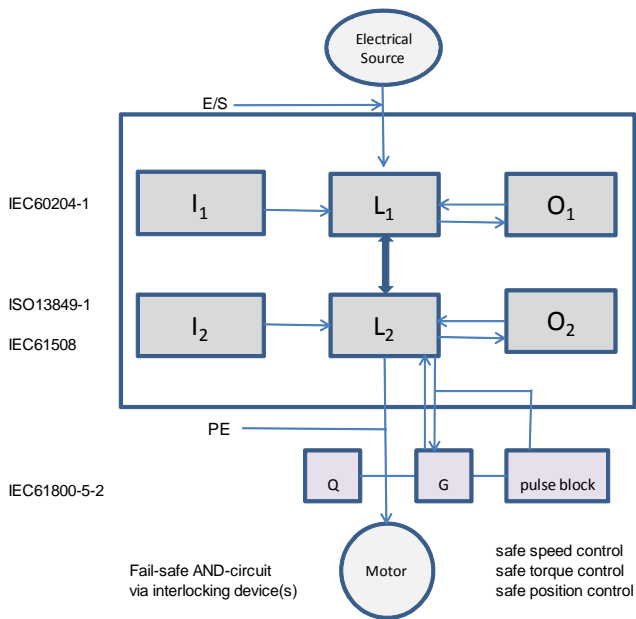 Electrical
Source
E/S
IEC60204-1
I₁
L₁
O₁
ISO13849-1
IEC61508
I₂
L₂
O₂
PE
IEC61800-5-2
Q
G
pulse block
Fail-safe AND-circuit
via interlocking device(s)
Motor
safe speed control
safe torque control
safe position control